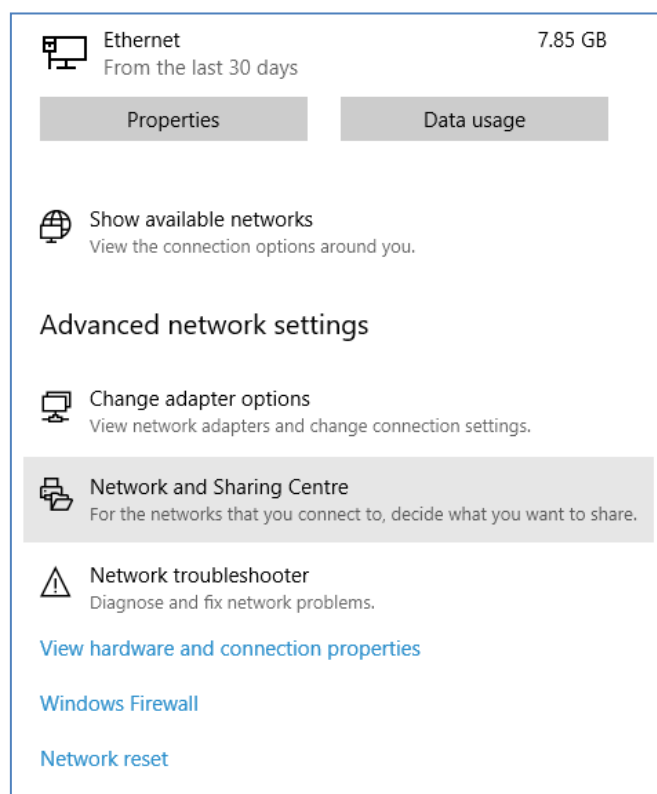 Ethernet 7.85 GB
From the last 30 days
Properties Data usage
Show available networks
View the connection options around you.
Advanced network settings
Change adapter options
View network adapters and change connection settings.
Network and Sharing Centre
For the networks that you connect to, decide what you want to share.
Network troubleshooter
Diagnose and fix network problems.
View hardware and connection properties
Windows Firewall
Network reset